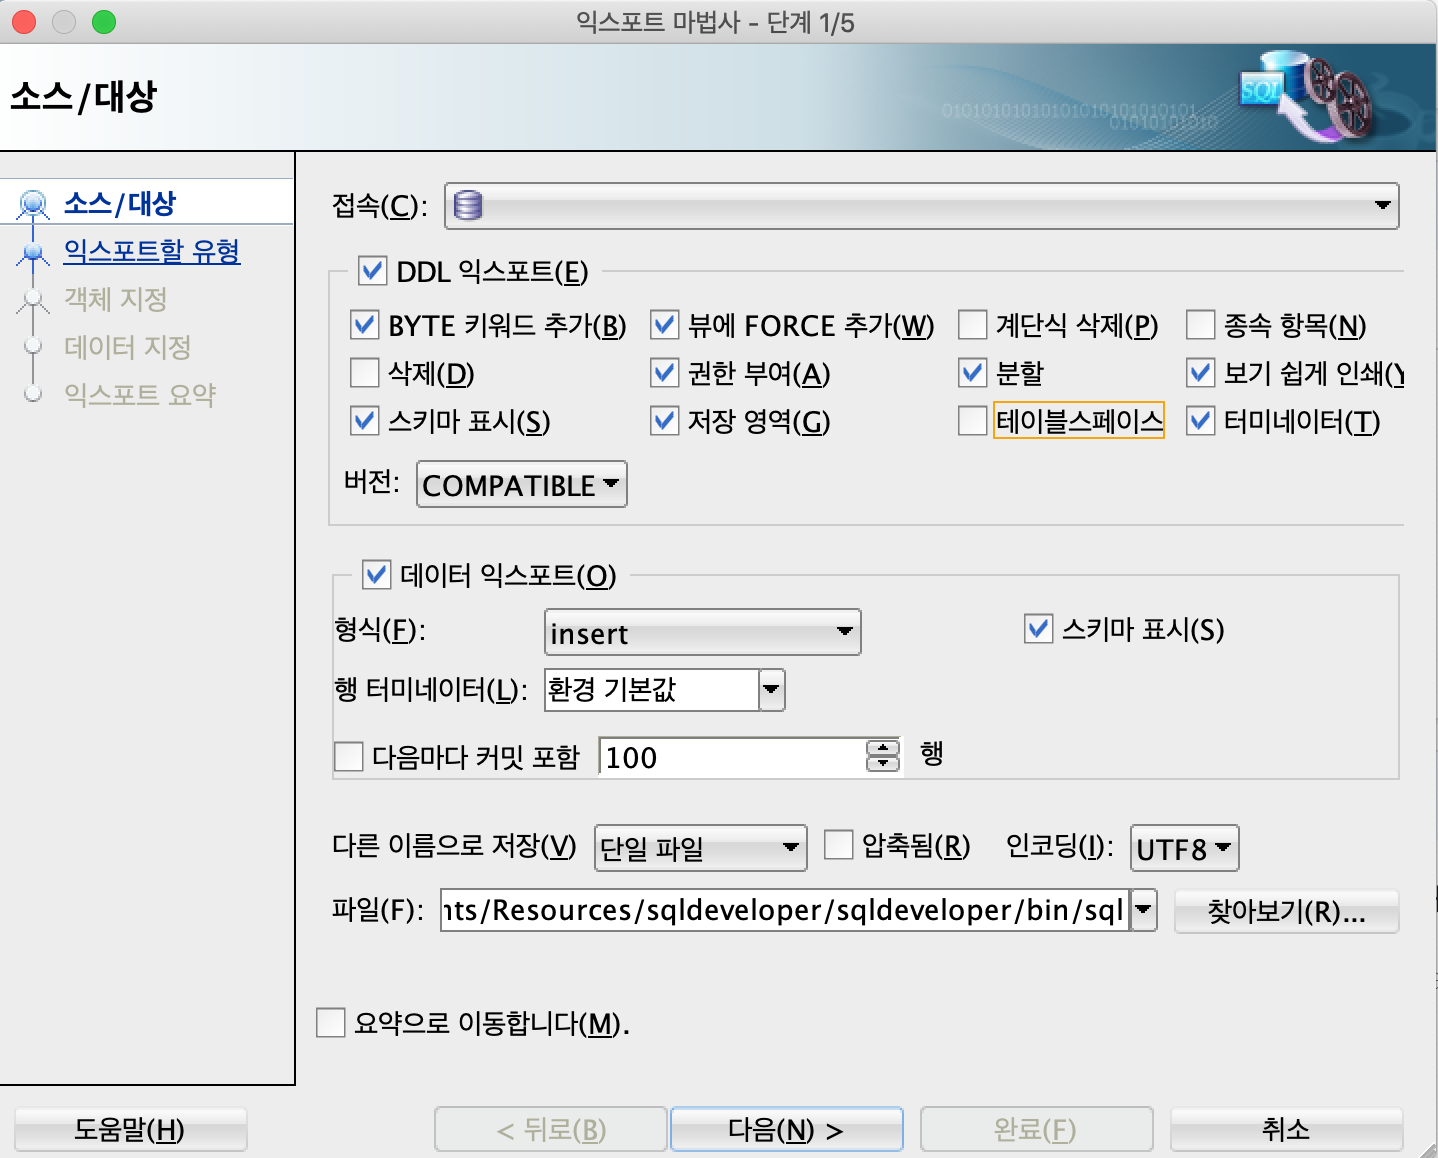 익스포트 마법사 - 단계 1/5
소스/대상
0101010101010101010101010101
01010101010
SQL
소스/대상
익스포트할 유형
객체 지정
데이터 지정
익스포트 요약
접속(C):
DDL 익스포트(E)
BYTE 키워드 추가(B) 뷰에 FORCE 추가(W) 계단식 삭제(P) 종속 항목(N)
삭제(D) 권한 부여(A) 분할 보기 쉽게 인쇄(Y
스키마 표시(S) 저장 영역(G) 테이블스페이스 터미네이터(T)
버전: COMPATIBLE
데이터 익스포트(O)
형식(F): insert 스키마 표시(S)
행 터미네이터(L): 환경 기본값
다음마다 커밋 포함 100 행
다른 이름으로 저장(V) 단일 파일 압축됨(R) 인코딩(I): UTF8
파일(F): nts/Resources/sqldeveloper/sqldeveloper/bin/sql 찾아보기(R)...
요약으로 이동합니다(M).
도움말(H) < 뒤로(B) 다음(N) > 완료(F) 취소